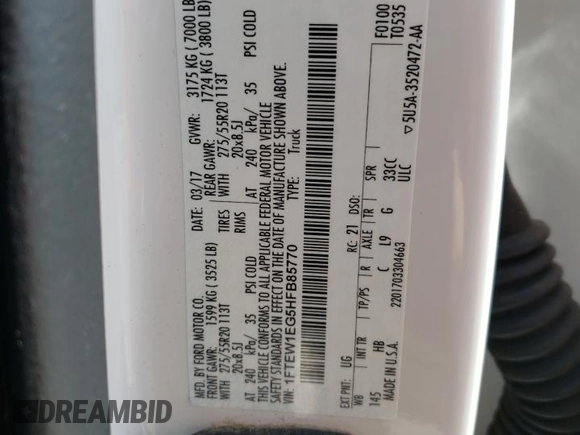 MFD. BY FORD MOTOR CO.
DATE: 03/17 GVWR: 3175 KG ( 7000 LB
FRONT GAWR: 1599 KG ( 3525 LB) REAR GAWR: 1724 KG ( 3800 LB)
WITH 275/55R20 113T TIRES WITH 275/55R20 113T
20x8.5J RIMS 20x8.5J
AT 240 kPa/ 35 PSI COLD AT 240 kPa/ 35 PSI COLD
THIS VEHICLE CONFORMS TO ALL APPLICABLE FEDERAL MOTOR VEHICLE
SAFETY STANDARDS IN EFFECT ON THE DATE OF MANUFACTURE SHOWN ABOVE.
VIN: 1FTEW1EG5HFB85770 TYPE: Truck
F0100
T0535
EXT PNT: UG RC: 21 DSO:
WB INT TR TP/PS R AXLE TR SPR
145 HB C L9 G 33CC
ULC
MADE IN U.S.A. 2201703304663
▽5U5A-3520472-AA
DREAMBID